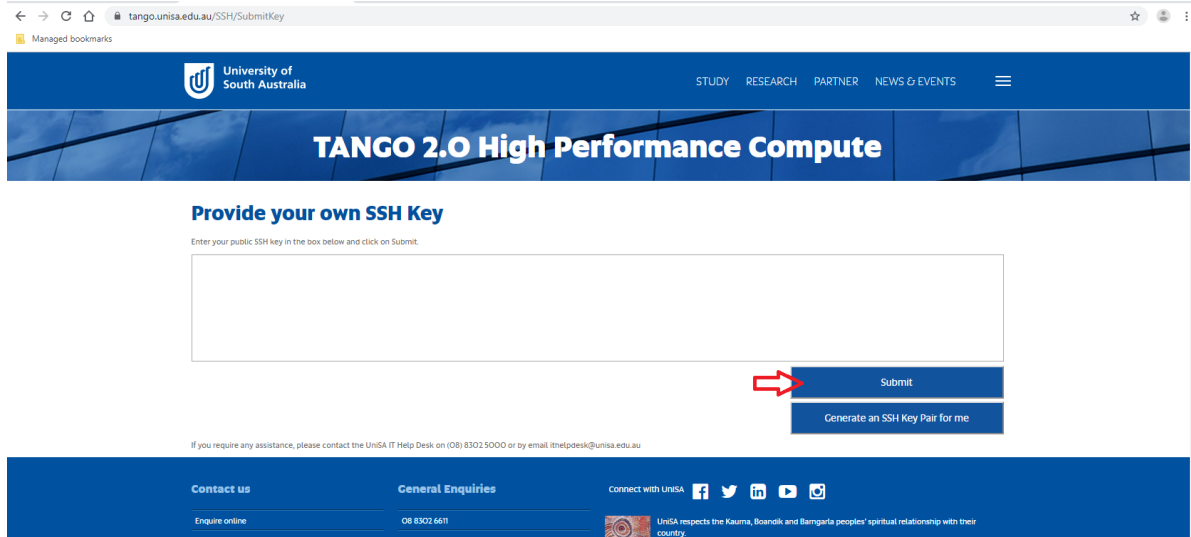 tango.unisa.edu.au/SSH/SubmitKey
Managed bookmarks
University of
South Australia
STUDY RESEARCH PARTNER NEWS & EVENTS
TANGO 2.0 High Performance Compute
Provide your own SSH Key
Enter your public SSH key in the box below and click on Submit.
Submit
Generate an SSH Key Pair for me
If you require any assistance, please contact the UniSA IT Help Desk on (08) 8302 5000 or by email ithelpdesk@unisa.edu.au
Contact us
General Enquiries
Connect with UniSA
Enquire online
08 8302 6611
UniSA respects the Kaurna, Boandik and Barngarla peoples' spiritual relationship with their
country.